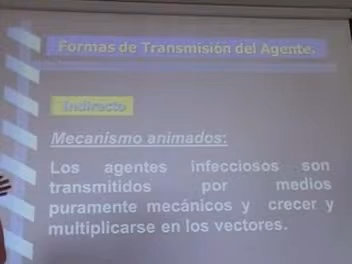 Formas de Transmisión del Agente.
Indirecto
Mecanismo animados:
Los agentes infecciosos son
transmitidos por medios
puramente mecánicos y crecer y
multiplicarse en los vectores.